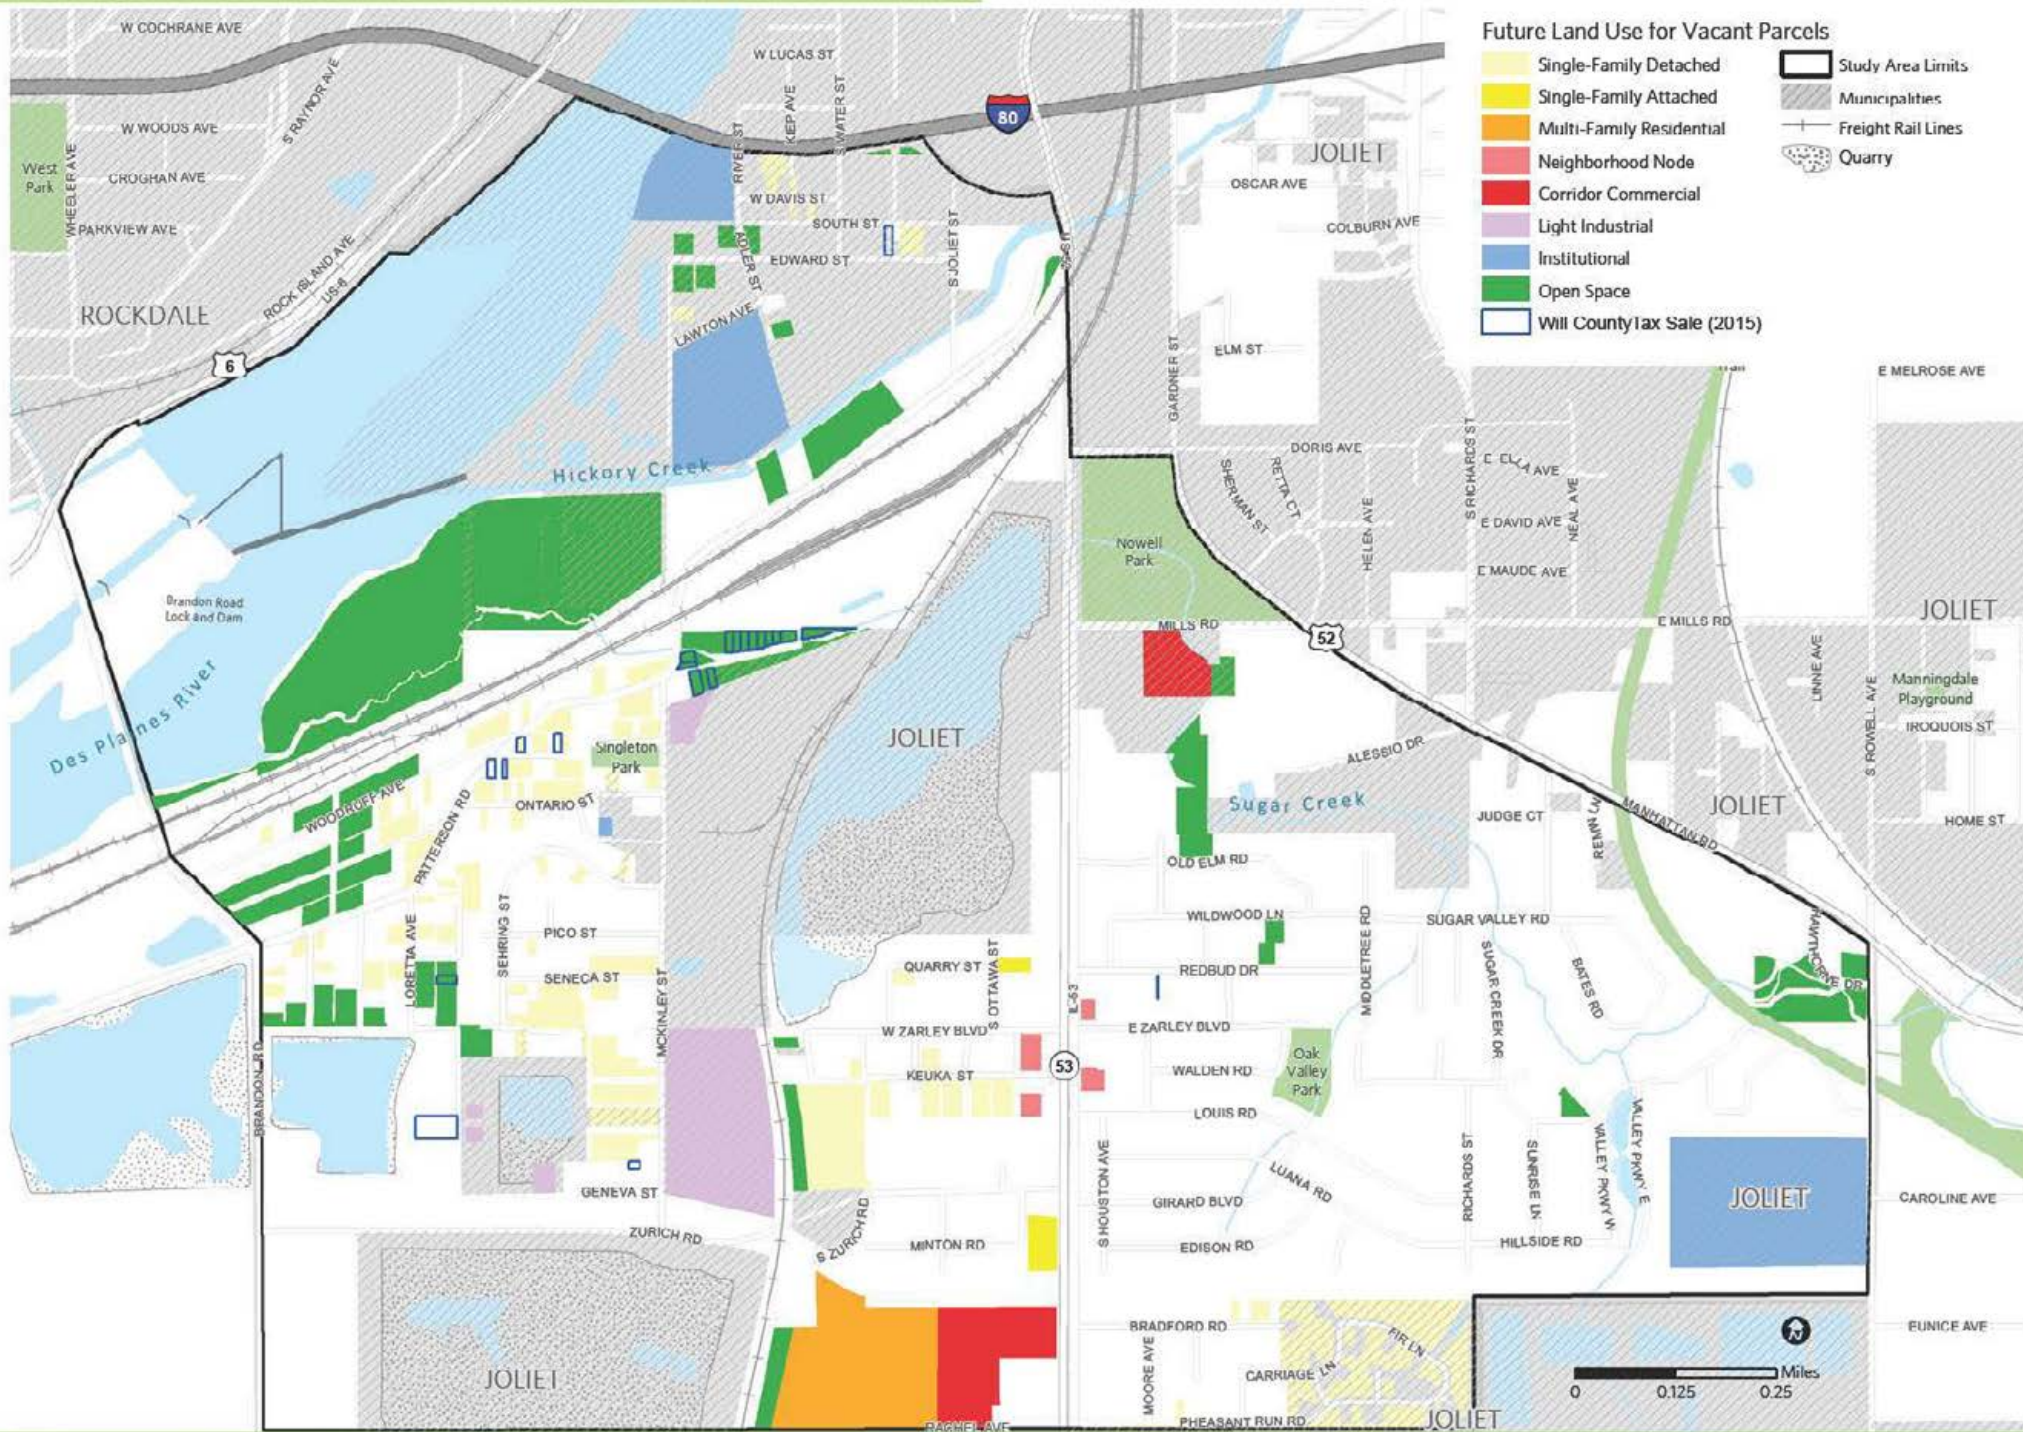 Future Land Use for Vacant Parcels
Single-Family Detached
Single-Family Attached
Multi-Family Residential
Neighborhood Node
Corridor Commercial
Light Industrial
Institutional
Open Space
Will CountyTax Sale (2015)
Study Area Limits
Municipalities
Freight Rail Lines
Quarry
W COCHRANE AVE
W LUCAS ST
S RAYNOR AVE
KIEP AVE
S WATER ST
80
W WOODS AVE
West
Park
WHEELER AVE
CROGHAN AVE
RIVER ST
JOLIET
OSCAR AVE
W DAVIS ST
PARKVIEW AVE
SOUTH ST
COLBURN AVE
ADLER ST
EDWARD ST
S JOLIET ST
ROCK ISLAND AVE
US-6
ROCKDALE
LAWTON AVE
6
ELM ST
GARDNER ST
E MELROSE AVE
Hickory Creek
DORIS AVE
S RICHARDS ST
E ELLA AVE
SHERMAN ST
RETTA CT
HELEN AVE
E DAVID AVE
NEAL AVE
Nowell
Park
E MAUDE AVE
Brandon Road
Lock and Dam
JOLIET
MILLS RD
52
E MILLS RD
LINNE AVE
Manningdale
Playground
S ROWELL AVE
IROQUOIS ST
Des Plaines River
JOLIET
Singleton
Park
ALESSIO DR
WOODRUFF AVE
PATTERSON RD
ONTARIO ST
Sugar Creek
JUDGE CT
MANHATTAN RD
JOLIET
HOME ST
OLD ELM RD
LORETTA AVE
SEHRING ST
PICO ST
WILDWOOD LN
MIDDLETREE RD
SUGAR VALLEY RD
HAWTHORNE DR
SENECA ST
MCKINLEY ST
QUARRY ST
S OTTAWA ST
REDBUD DR
SUGAR CREEK DR
BATES RD
IL-53
W ZARLEY BLVD
E ZARLEY BLVD
BRANDON RD
KEUKA ST
53
WALDEN RD
Oak
Valley
Park
LOUIS RD
VALLEY PKWY E
VALLEY PKWY W
SUNRISE LN
RICHARDS ST
S HOUSTON AVE
LUANA RD
GENEVA ST
GIRARD BLVD
JOLIET
CAROLINE AVE
ZURICH RD
S ZURICH RD
MINTON RD
EDISON RD
HILLSIDE RD
BRADFORD RD
FIR LN
EUNICE AVE
MOORE AVE
CARRIAGE LN
JOLIET
Miles
0
0.125
0.25
PHEASANT RUN RD
JOLIET
RACHEL AVE